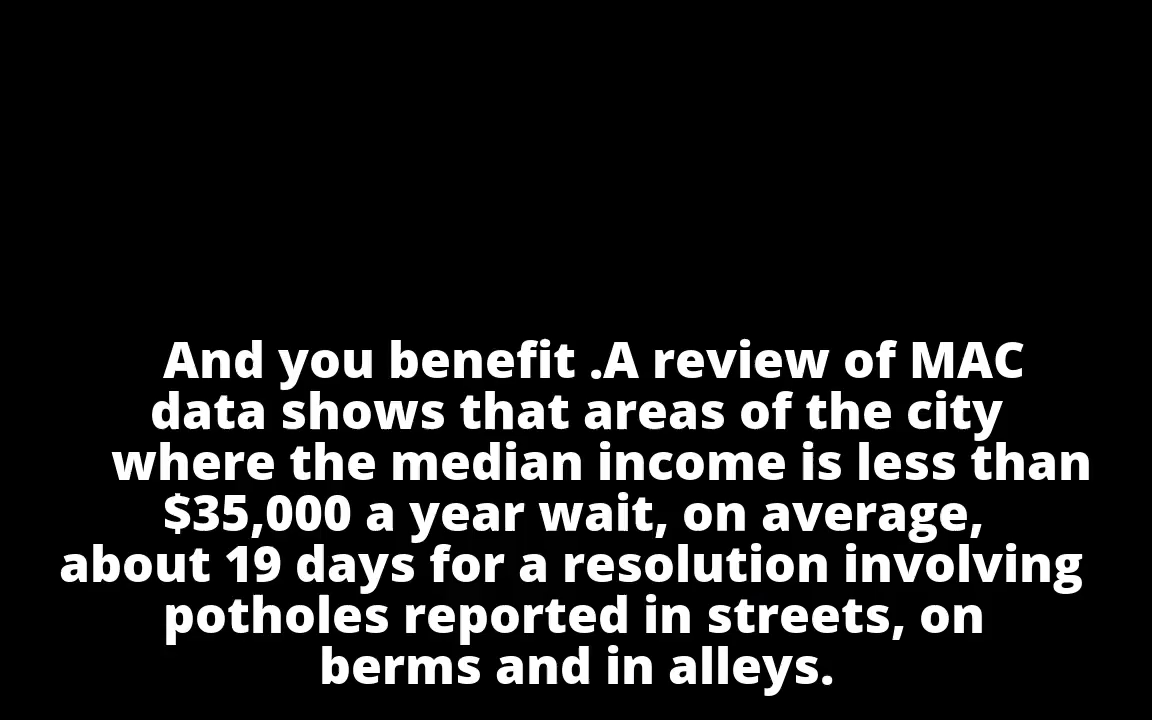 And you benefit .A review of MAC
data shows that areas of the city
where the median income is less than
$35,000 a year wait, on average,
about 19 days for a resolution involving
potholes reported in streets, on
berms and in alleys.